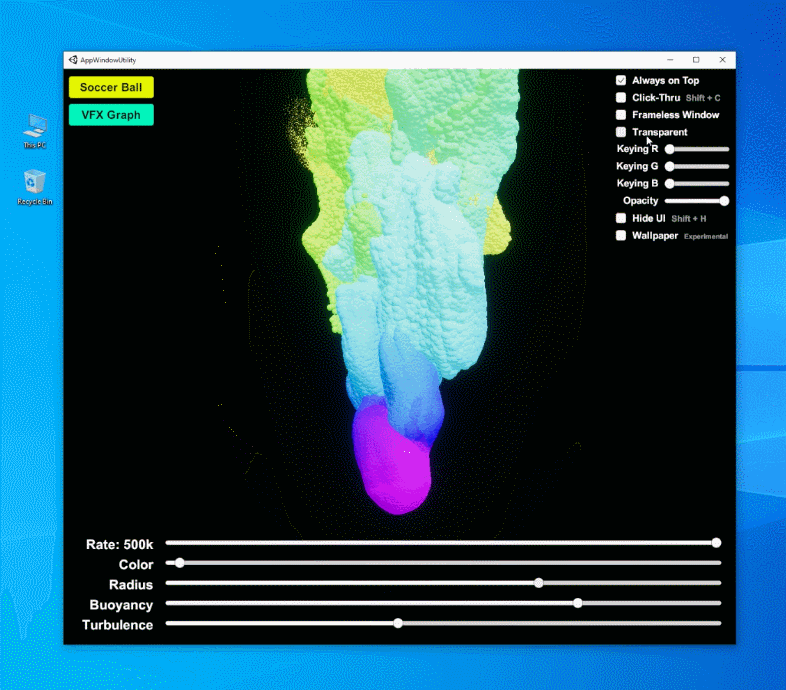 AppWindowUtility
Soccer Ball
VFX Graph
This PC
Recycle Bin
Always on Top
Click-Thru Shift + C
Frameless Window
Transparent
Keying R
Keying G
Keying B
Opacity
Hide UI Shift + H
Wallpaper Experimental
Rate: 500k
Color
Radius
Buoyancy
Turbulence